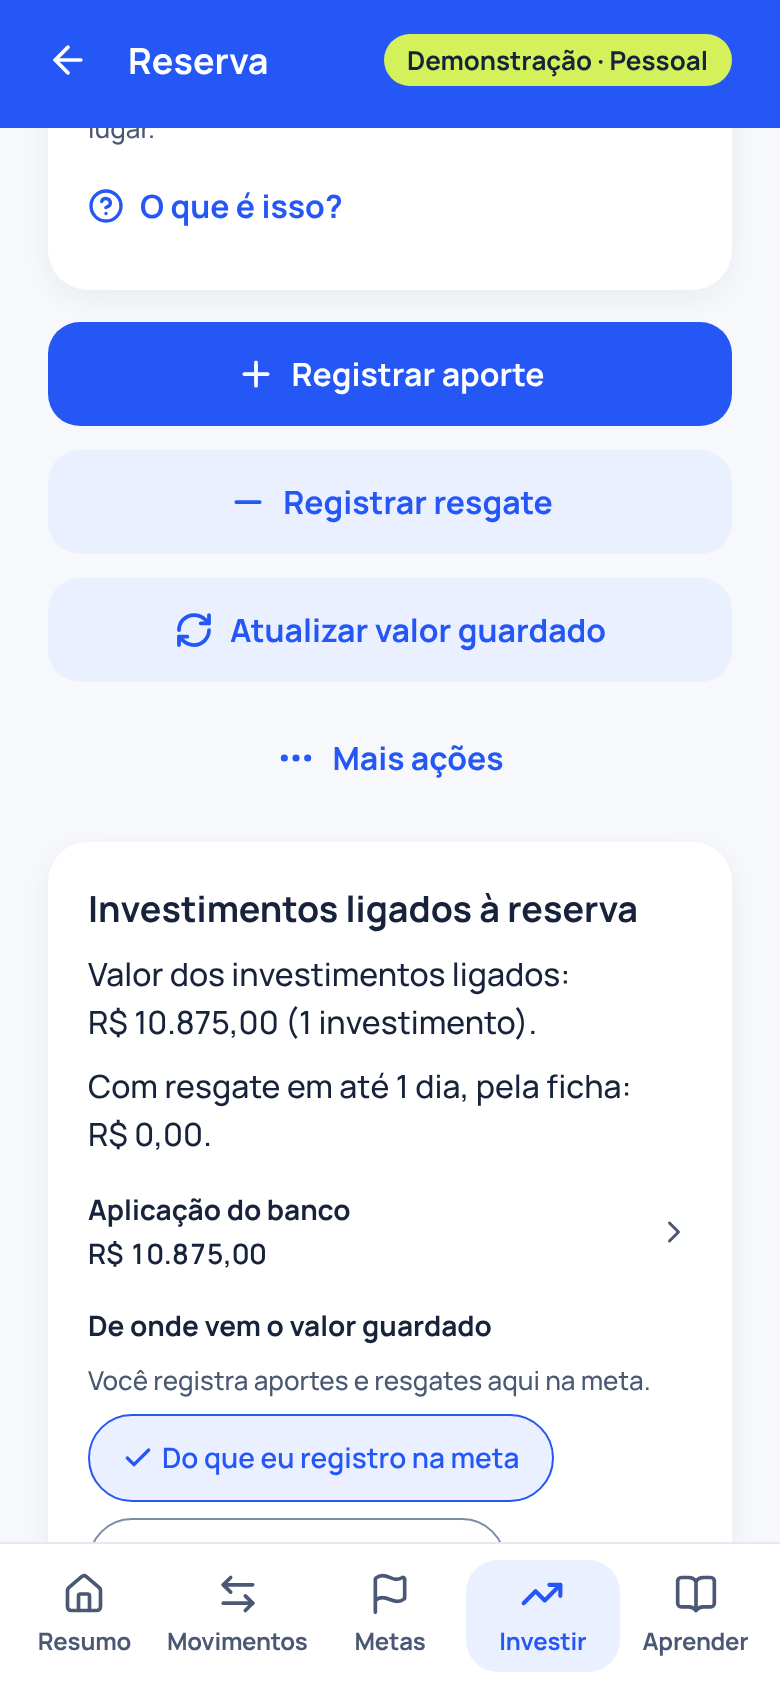 Reserva
Demonstração · Pessoal
lugar.
O que é isso?
Registrar aporte
Registrar resgate
Atualizar valor guardado
Mais ações
Investimentos ligados à reserva
Valor dos investimentos ligados:
R$ 10.875,00 (1 investimento).
Com resgate em até 1 dia, pela ficha:
R$ 0,00.
Aplicação do banco
R$ 10.875,00
De onde vem o valor guardado
Você registra aportes e resgates aqui na meta.
Do que eu registro na meta
Resumo
Movimentos
Metas
Investir
Aprender